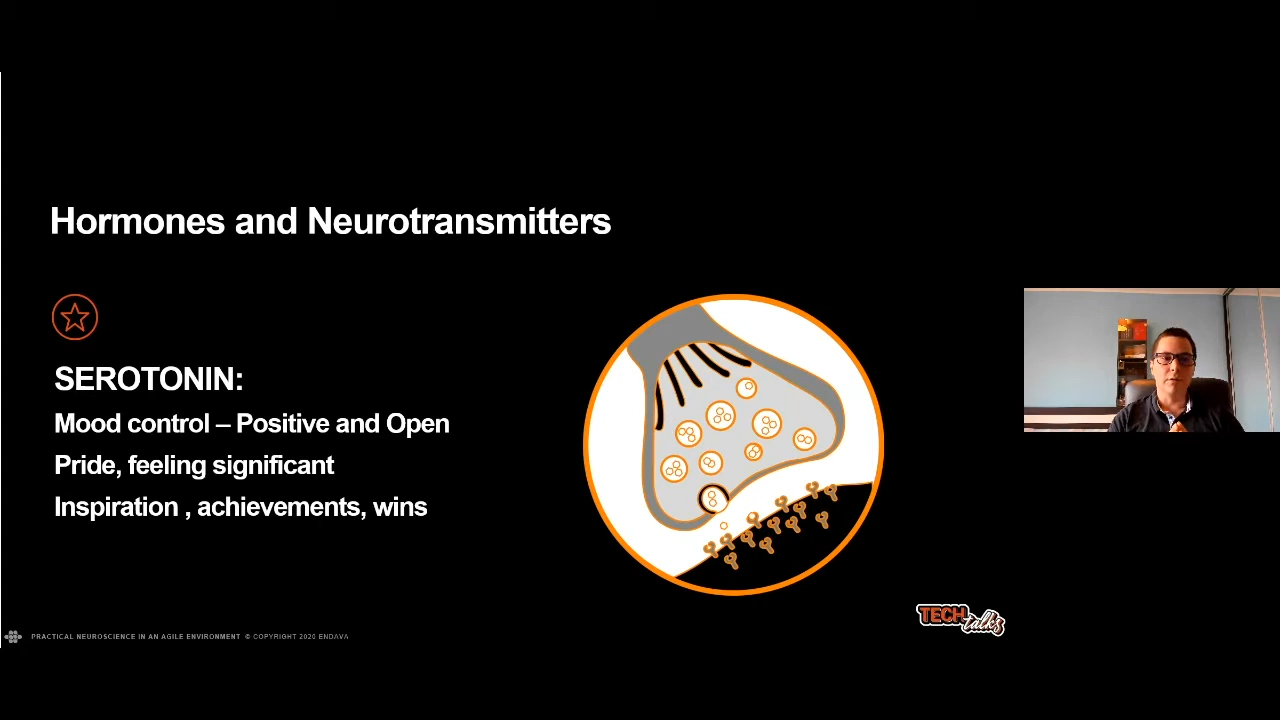 Hormones and Neurotransmitters
SEROTONIN:
Mood control – Positive and Open
Pride, feeling significant
Inspiration , achievements, wins
PRACTICAL NEUROSCIENCE IN AN AGILE ENVIRONMENT © COPYRIGHT 2020 ENDAVA
TECH
talks